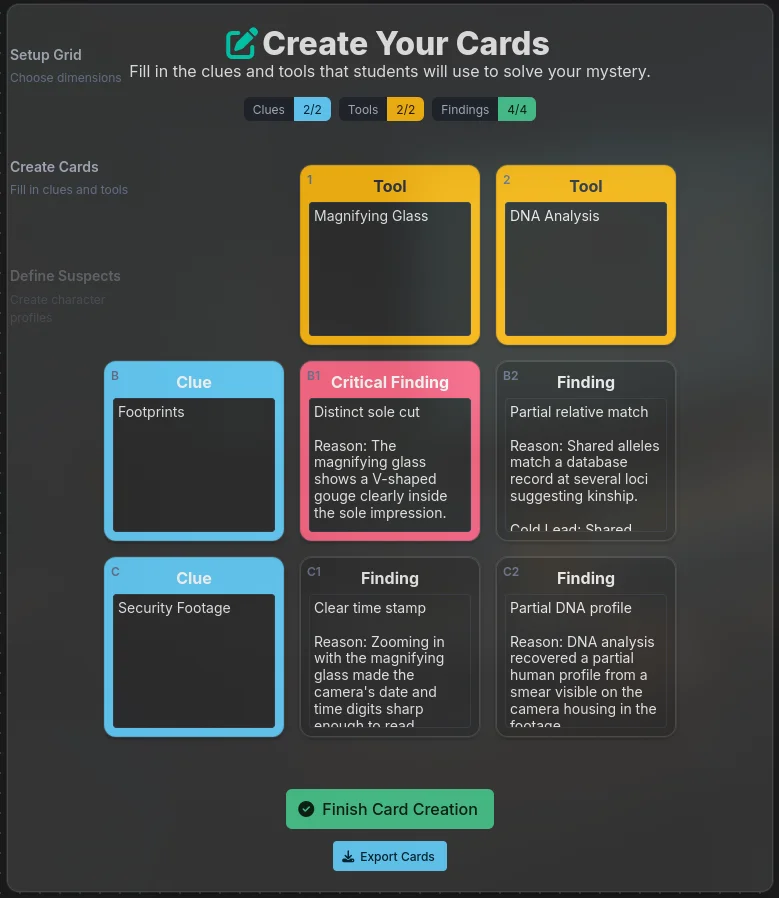 Create Your Cards
Setup Grid
Choose dimensions
Fill in the clues and tools that students will use to solve your mystery.
Clues 2/2 Tools 2/2 Findings 4/4
Create Cards
Fill in clues and tools
Define Suspects
Create character
profiles
1 Tool
Magnifying Glass
2 Tool
DNA Analysis
B Clue
Footprints
B1 Critical Finding
Distinct sole cut
Reason: The
magnifying glass
shows a V-shaped
gouge clearly inside
the sole impression.
B2 Finding
Partial relative match
Reason: Shared alleles
match a database
record at several loci
suggesting kinship.
Cold Lead: Shared
C Clue
Security Footage
C1 Finding
Clear time stamp
Reason: Zooming in
with the magnifying
glass made the
camera's date and
time digits sharp
enough to read
C2 Finding
Partial DNA profile
Reason: DNA analysis
recovered a partial
human profile from a
smear visible on the
camera housing in the
footage.
Finish Card Creation
Export Cards